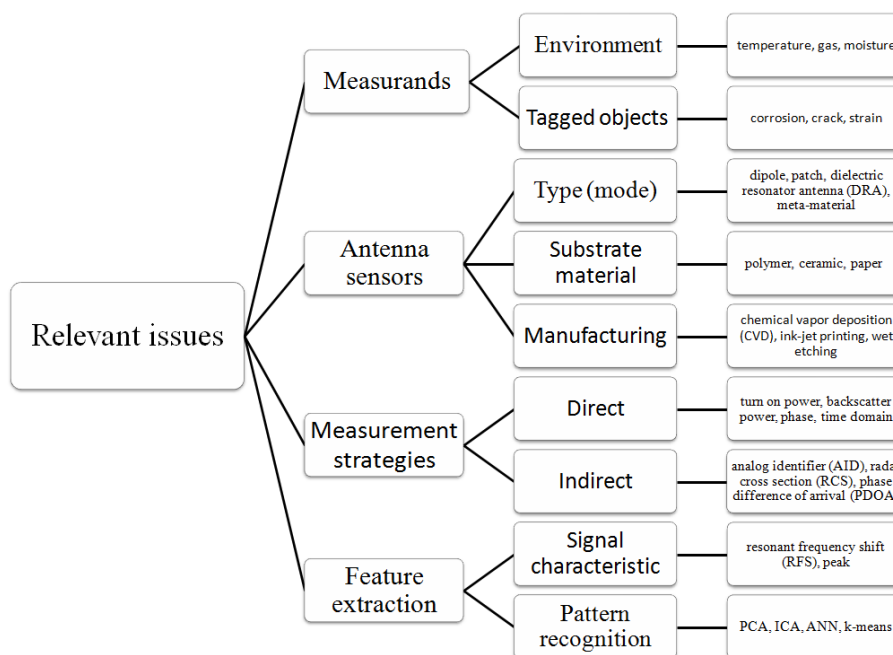 Relevant issues
Measurands
Environment
temperature, gas, moisture
Tagged objects
corrosion, crack, strain
Antenna
sensors
Type (mode)
dipole, patch, dielectric
resonator antenna (DRA),
meta-material
Substrate
material
polymer, ceramic, paper
Manufacturing
chemical vapor deposition
(CVD), ink-jet printing, wet
etching
Measurement
strategies
Direct
turn on power, backscatter
power, phase, time domain
Indirect
analog identifier (AID), rada
cross section (RCS), phase
difference of arrival (PDOA
Feature
extraction
Signal
characteristic
resonant frequency shift
(RFS), peak
Pattern
recognition
PCA, ICA, ANN, k-means